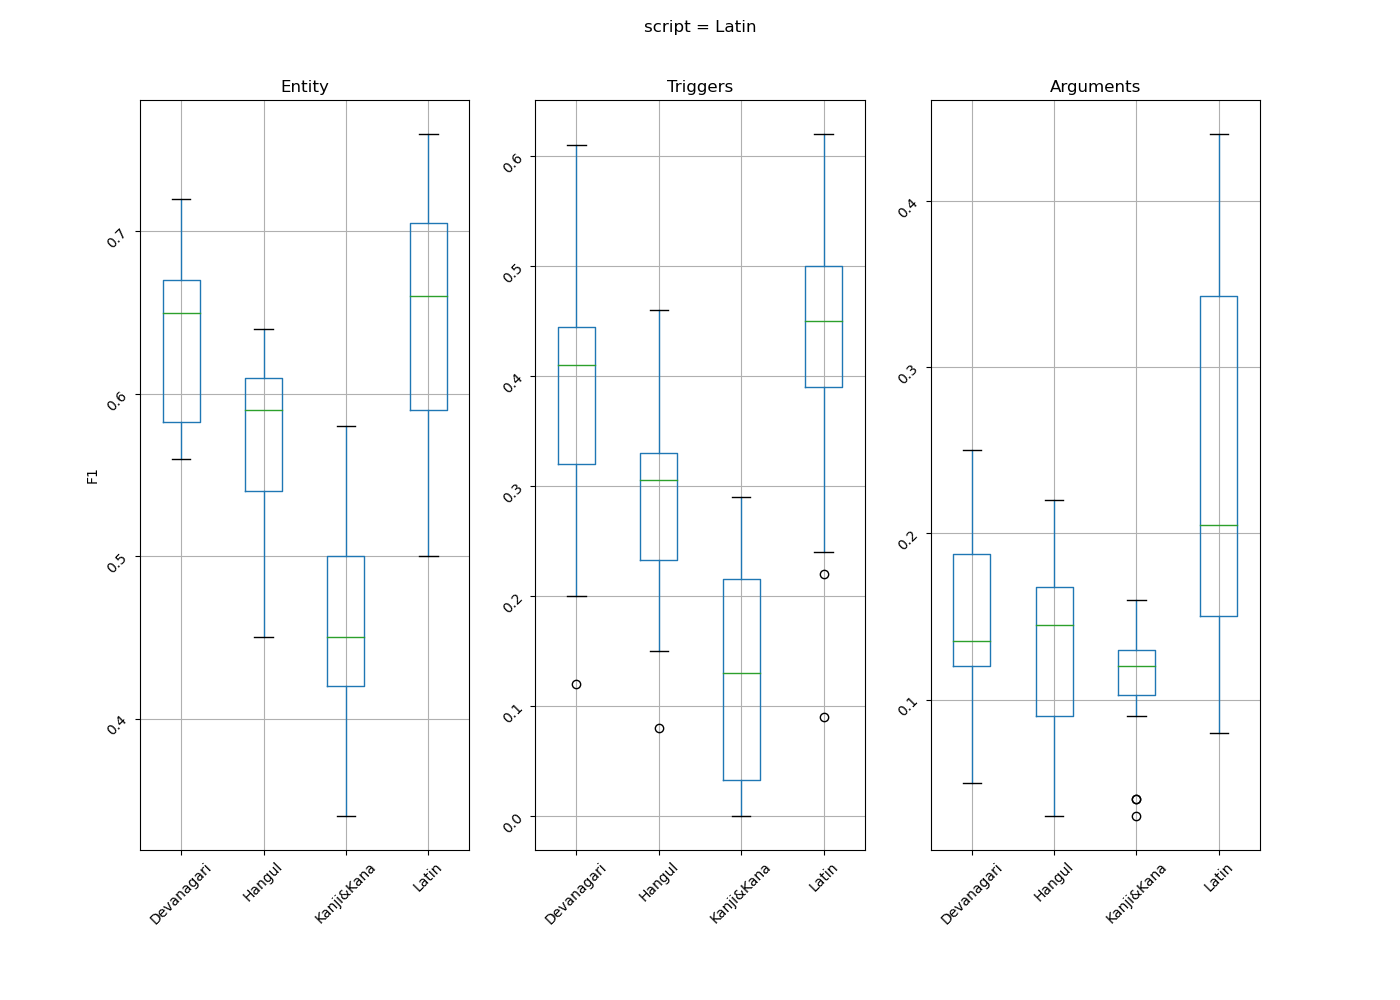 script = Latin
Entity
Triggers
Arguments
F1
0.7
0.6
0.5
0.4
Devanagari
Hangul
Kanji&Kana
Latin
0.6
0.5
0.4
0.3
0.2
0.1
0.0
Devanagari
Hangul
Kanji&Kana
Latin
0.4
0.3
0.2
0.1
Devanagari
Hangul
Kanji&Kana
Latin